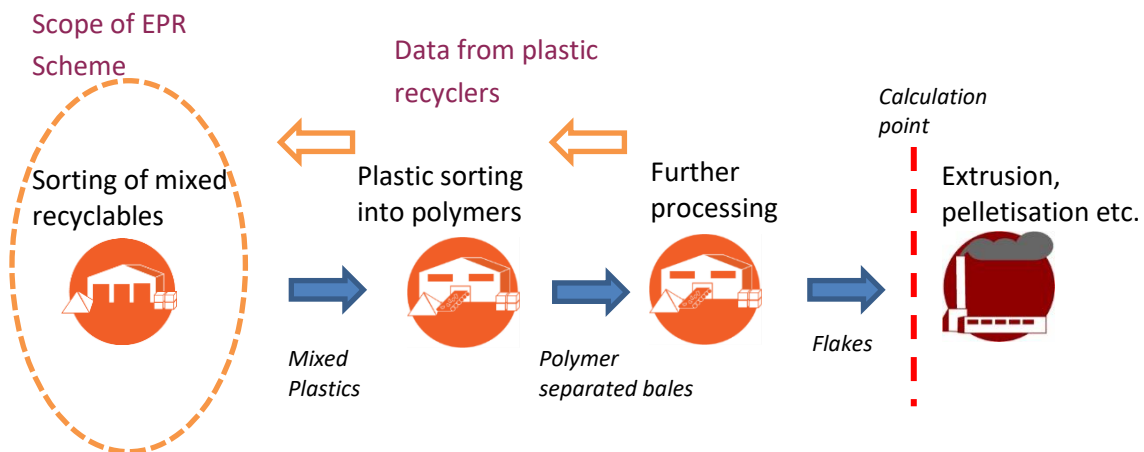 Scope of EPR
Scheme
Data from plastic
recyclers
Calculation
point
Sorting of mixed
recyclables
Plastic sorting
into polymers
Further
processing
Extrusion,
pelletisation etc.
Mixed
Plastics
Polymer
separated bales
Flakes